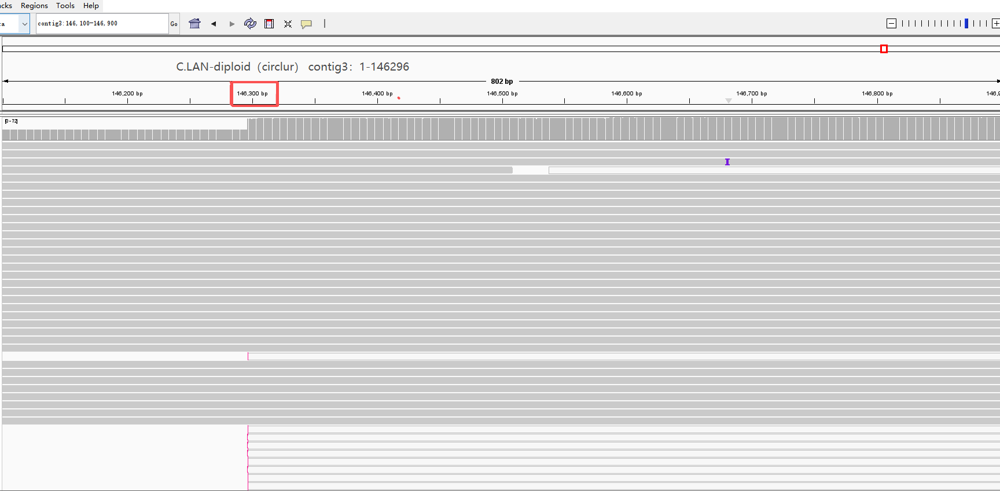 Regions Tools Help
contig3:146,100-146,900 Go
C.LAN-diploid（circlur） contig3：1-146296
802 bp
146,200 bp 146,300 bp 146,400 bp 146,500 bp 146,600 bp 146,700 bp 146,800 bp
[0-72]